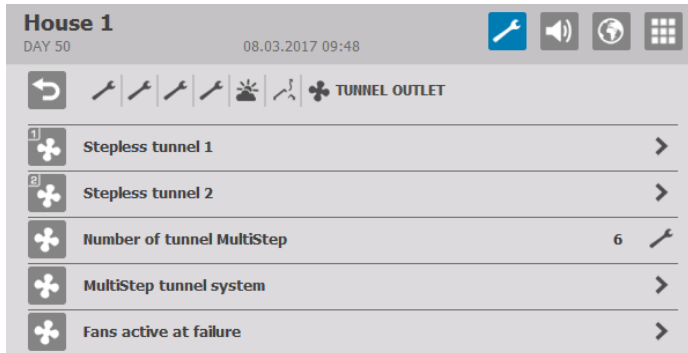 House 1
DAY 50 08.03.2017 09:48
TUNNEL OUTLET
1
Stepless tunnel 1
2
Stepless tunnel 2
Number of tunnel MultiStep 6
MultiStep tunnel system
Fans active at failure